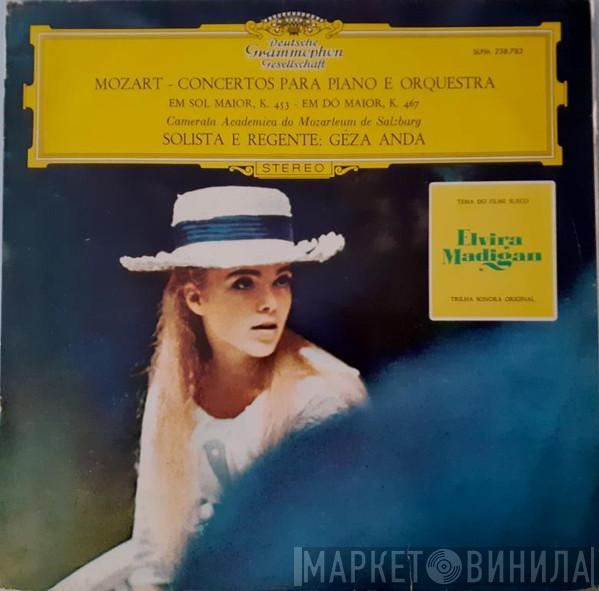 Deutsche
Grammophon
Gesellschaft
SLPM. 238.783
MOZART - CONCERTOS PARA PIANO E ORQUESTRA
EM SOL MAIOR, K. 453 - EM DÓ MAIOR, K. 467
Camerata Academica do Mozarteum de Salzburg
SOLISTA E REGENTE: GÉZA ANDA
STEREO
TEMA DO FILME SUECO
Elvira
Madigan
TRILHA SONORA ORIGINAL
МАРКЕТ ВИНИЛА